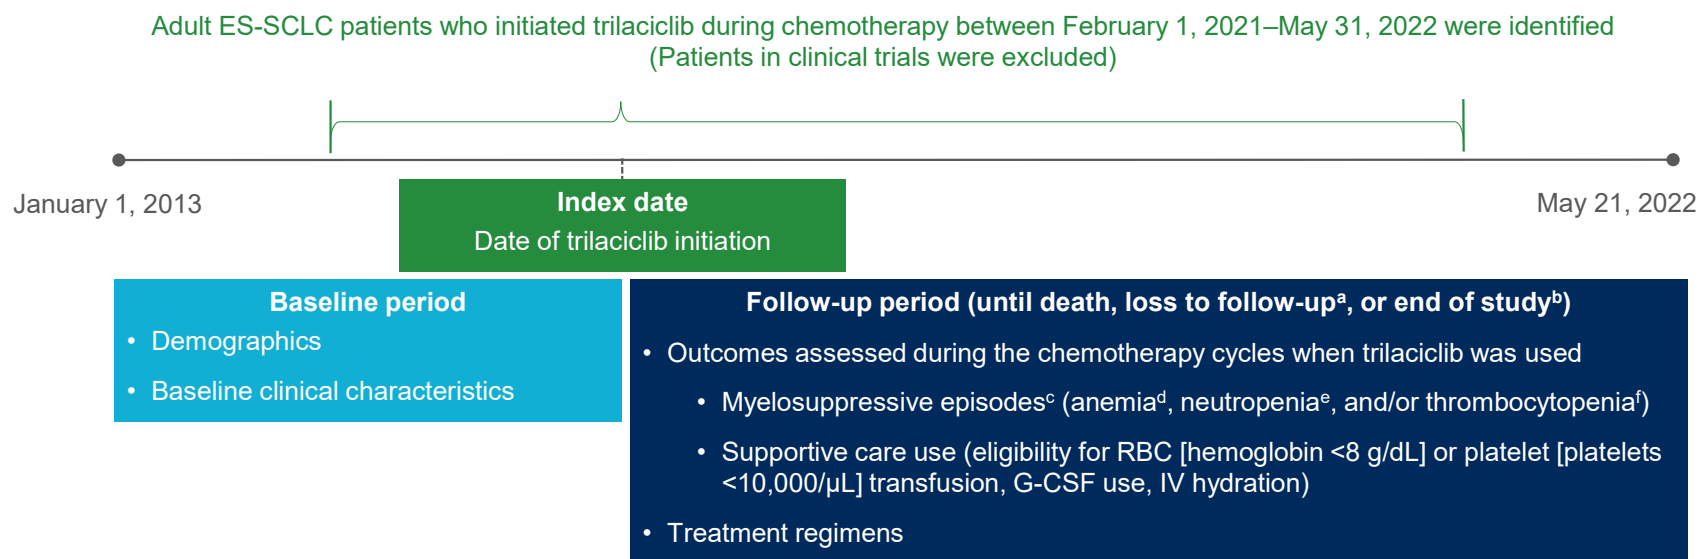 Adult ES-SCLC patients who initiated trilaciclib during chemotherapy between February 1, 2021–May 31, 2022 were identified
(Patients in clinical trials were excluded)
January 1, 2013
May 21, 2022
Index date
Date of trilaciclib initiation
Baseline period
• Demographics
• Baseline clinical characteristics
Follow-up period (until death, loss to follow-upᵃ, or end of studyᵇ)
• Outcomes assessed during the chemotherapy cycles when trilaciclib was used
• Myelosuppressive episodesᶜ (anemiaᵈ, neutropeniaᵉ, and/or thrombocytopeniaᶠ)
• Supportive care use (eligibility for RBC [hemoglobin <8 g/dL] or platelet [platelets
<10,000/μL] transfusion, G-CSF use, IV hydration)
• Treatment regimens